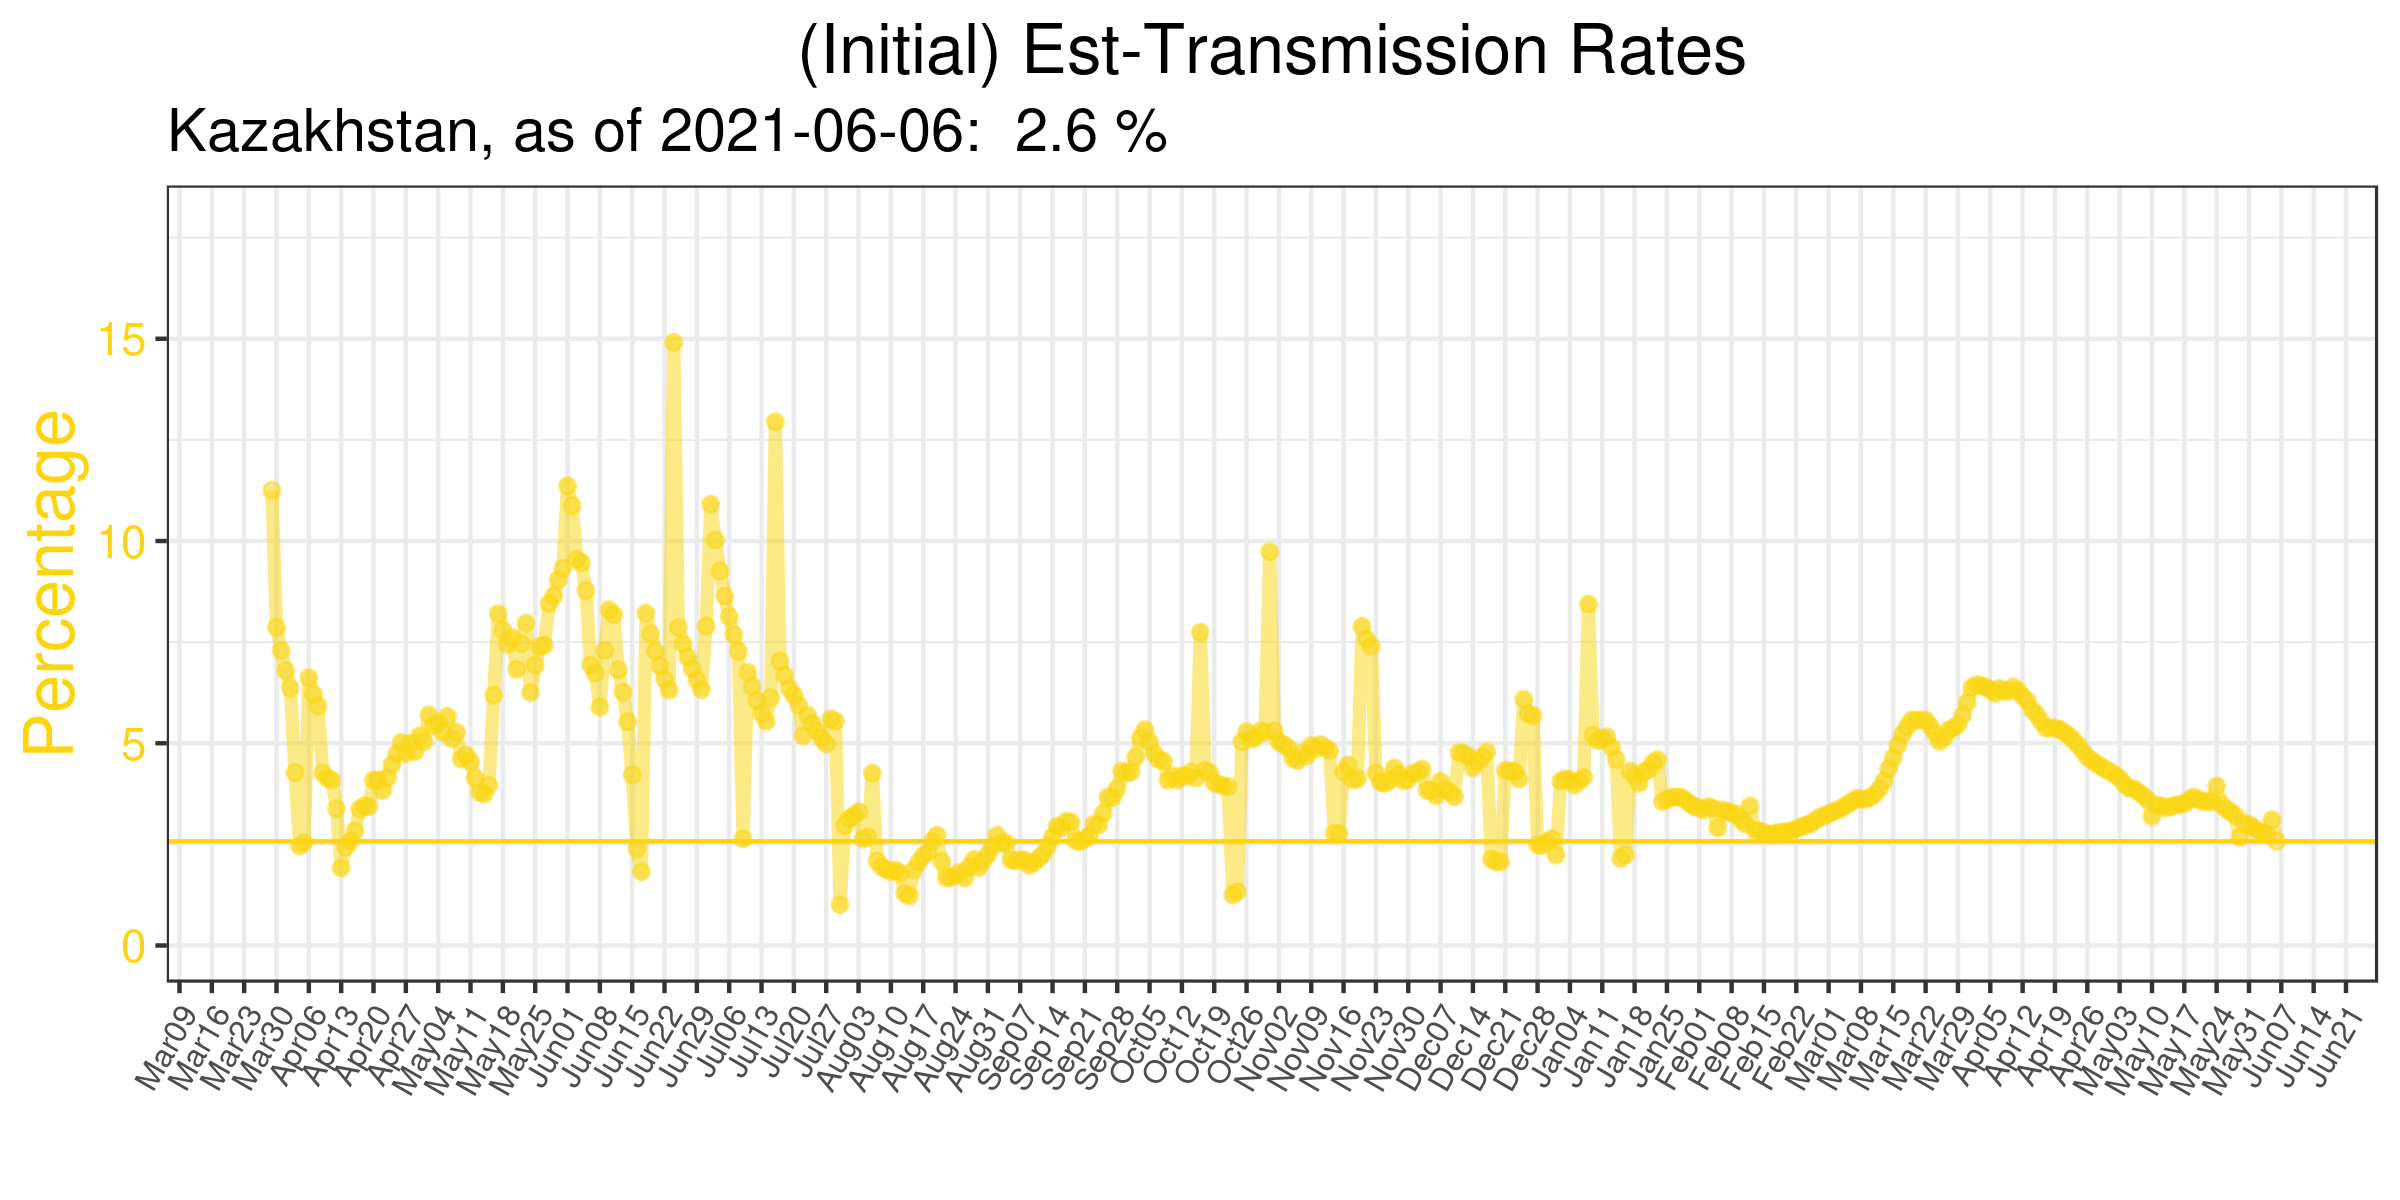 (Initial) Est-Transmission Rates
Kazakhstan, as of 2021-06-06:  2.6 %
Percentage
15
10
5
0
Mar09
Mar16
Mar23
Mar30
Apr06
Apr13
Apr20
Apr27
May04
May11
May18
May25
Jun01
Jun08
Jun15
Jun22
Jun29
Jul06
Jul13
Jul20
Jul27
Aug03
Aug10
Aug17
Aug24
Aug31
Sep07
Sep14
Sep21
Sep28
Oct05
Oct12
Oct19
Oct26
Nov02
Nov09
Nov16
Nov23
Nov30
Dec07
Dec14
Dec21
Dec28
Jan04
Jan11
Jan18
Jan25
Feb01
Feb08
Feb15
Feb22
Mar01
Mar08
Mar15
Mar22
Mar29
Apr05
Apr12
Apr19
Apr26
May03
May10
May17
May24
May31
Jun07
Jun14
Jun21